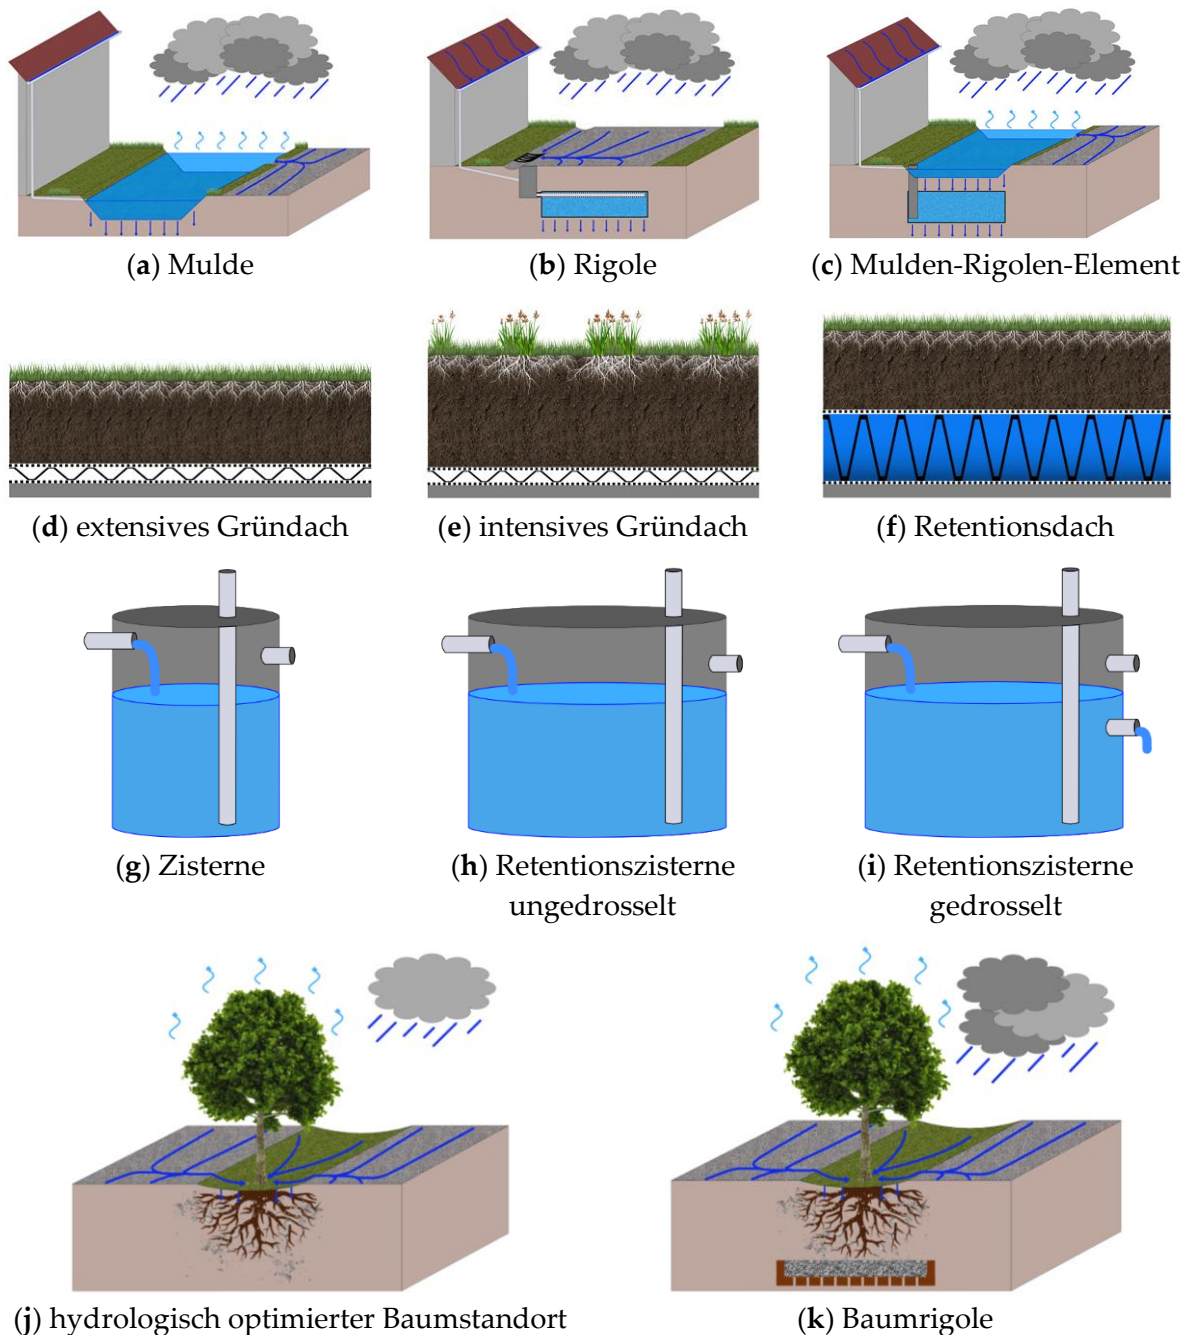 (a) Mulde
(b) Rigole
(c) Mulden-Rigolen-Element
(d) extensives Gründach
(e) intensives Gründach
(f) Retentionsdach
(g) Zisterne
(h) Retentionszisterne
ungedrosselt
(i) Retentionszisterne
gedrosselt
(j) hydrologisch optimierter Baumstandort
(k) Baumrigole